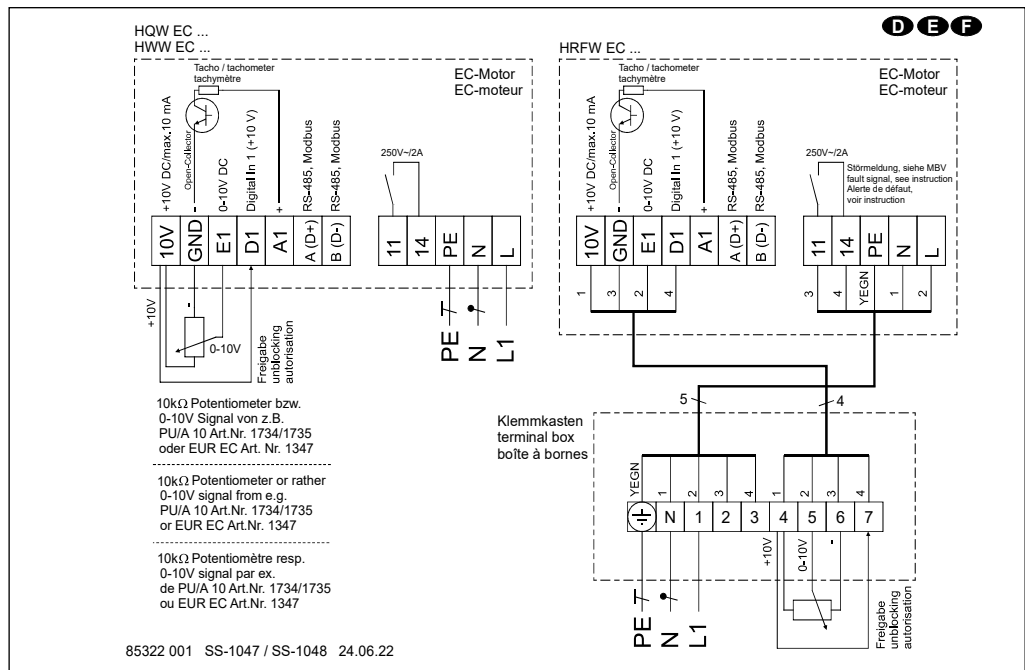 D E F
HQW EC ...
HWW EC ...
Tacho / tachometer
tachymètre
EC-Motor
EC-moteur
+10V DC/max.10 mA
Open-Collector
-
0-10V DC
Digital In 1 (+10 V)
+
RS-485, Modbus
RS-485, Modbus
250V~/2A
10V
GND
E1
D1
A1
A (D+)
B (D-)
11
14
PE
N
L
+10V
-
0-10V
Freigabe
unblocking
autorisation
PE
N
L1
10kΩ Potentiometer bzw.
0-10V Signal von z.B.
PU/A 10 Art.Nr. 1734/1735
oder EUR EC Art. Nr. 1347
10kΩ Potentiometer or rather
0-10V signal from e.g.
PU/A 10 Art.Nr. 1734/1735
or EUR EC Art.Nr. 1347
10kΩ Potentiomètre resp.
0-10V signal par ex.
de PU/A 10 Art.Nr. 1734/1735
ou EUR EC Art.Nr. 1347
85322 001 SS-1047 / SS-1048 24.06.22
HRFW EC ...
Tacho / tachometer
tachymètre
EC-Motor
EC-moteur
+10V DC/max.10 mA
Open-Collector
-
0-10V DC
Digital In 1 (+10 V)
+
RS-485, Modbus
RS-485, Modbus
250V~/2A
Störmeldung, siehe MBV
fault signal, see instruction
Alerte de défaut,
voir instruction
10V
GND
E1
D1
A1
A (D+)
B (D-)
11
14
PE
N
L
1
3
2
4
3
4
YEGN
1
2
5
4
Klemmkasten
terminal box
boîte à bornes
YEGN
1
2
3
4
1
2
3
4
N
1
2
3
4
5
6
7
PE
N
L1
+10V
0-10V
-
Freigabe
unblocking
autorisation